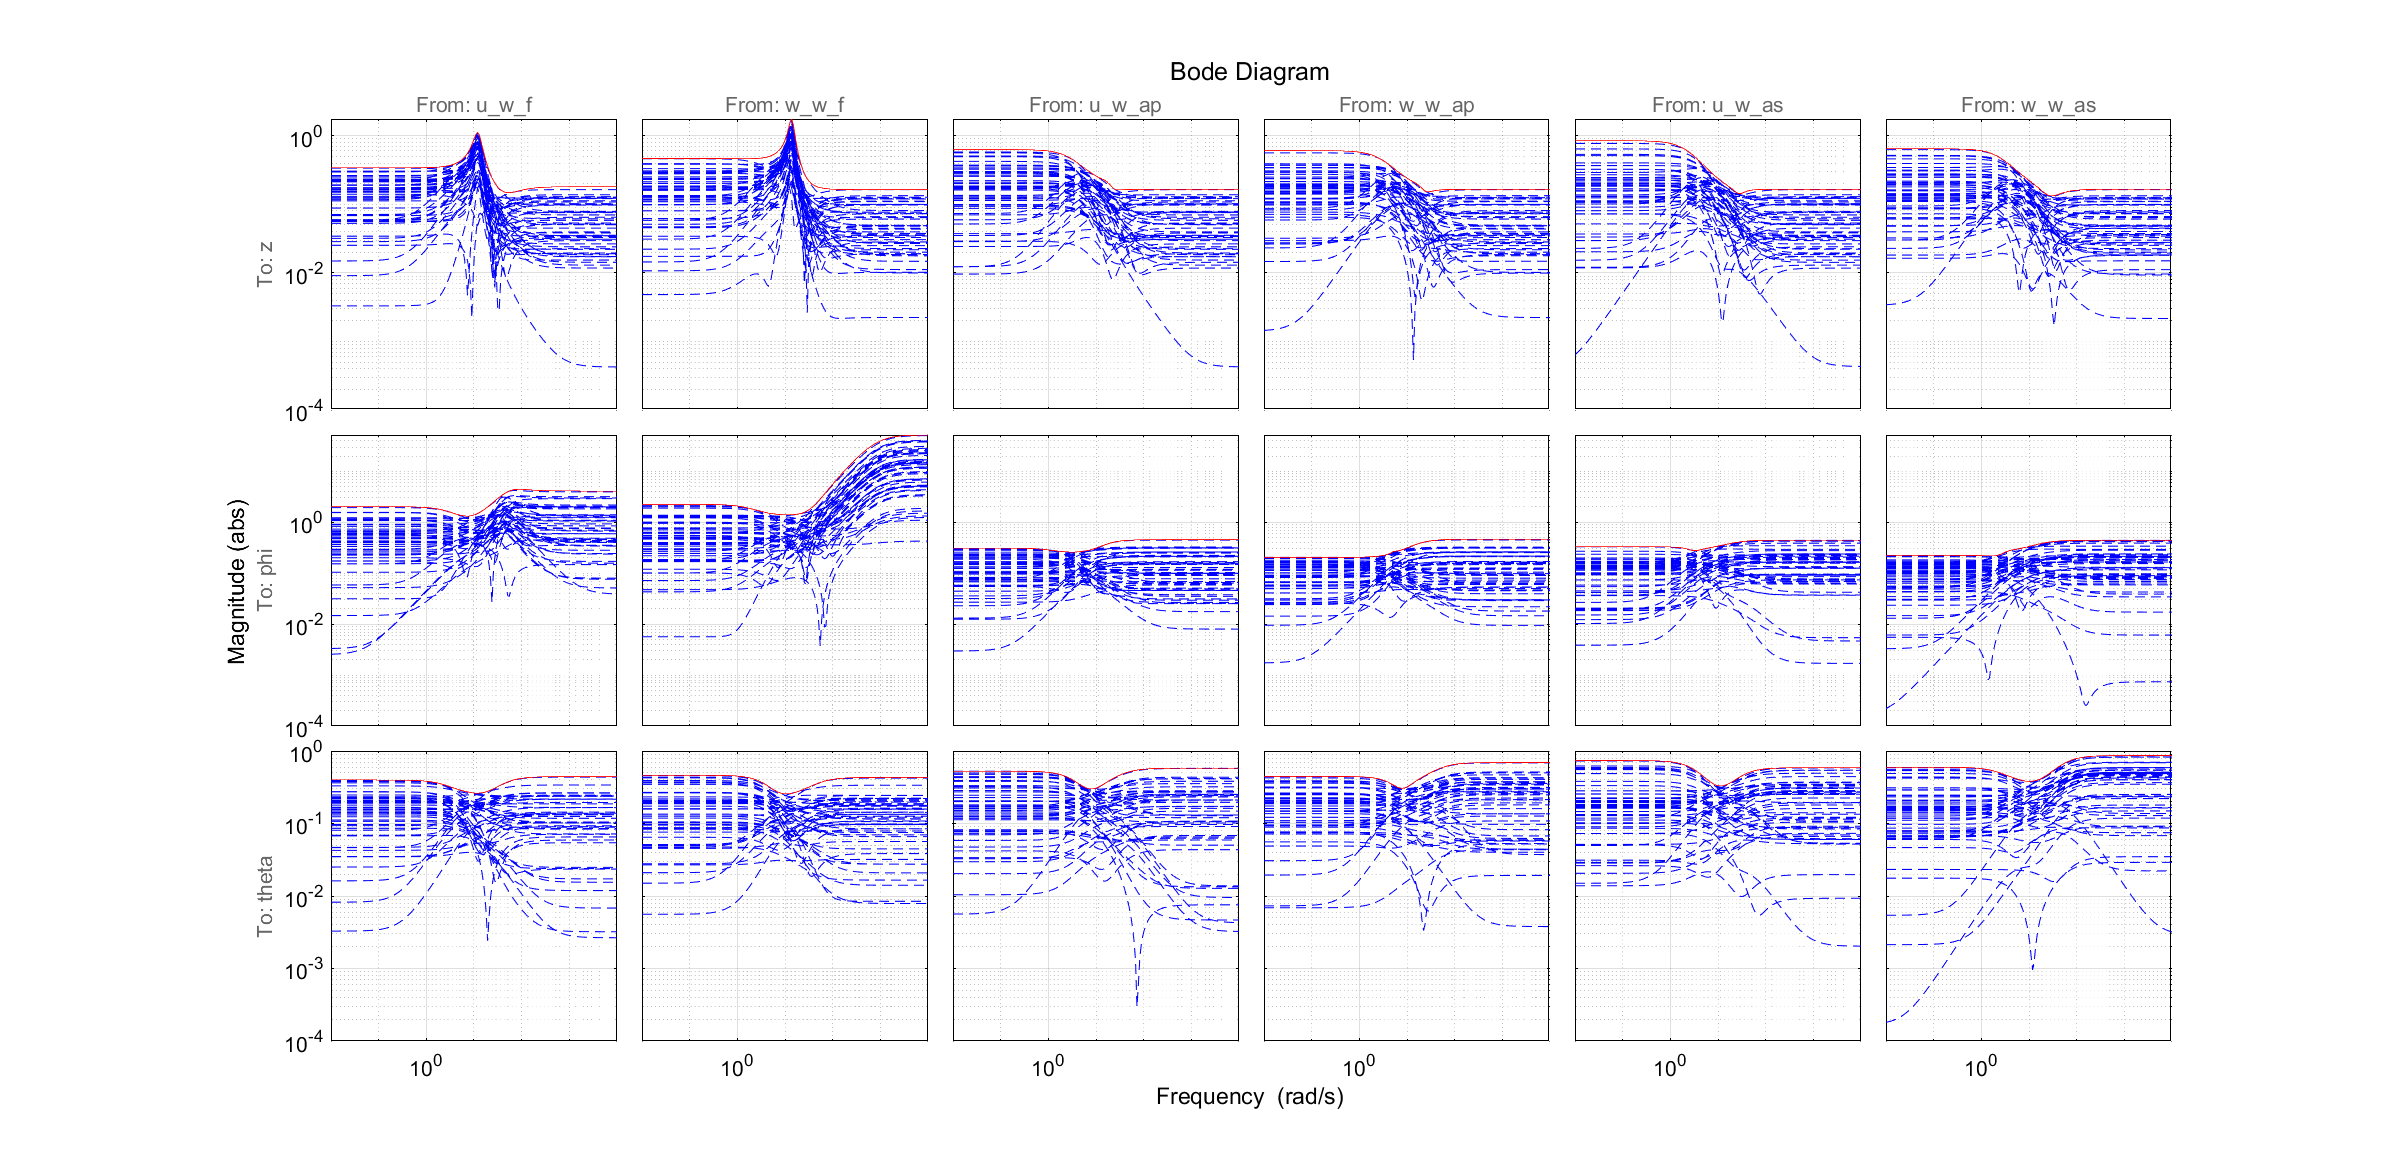 Bode Diagram
From: u_w_f From: w_w_f From: u_w_ap From: w_w_ap From: u_w_as From: w_w_as
10^0
To: z
10^-2
10^-4
Magnitude (abs)
10^0
To: phi
10^-2
10^-4
10^0
10^-1
To: theta
10^-2
10^-3
10^-4
10^0 10^0 10^0 10^0 10^0 10^0
Frequency (rad/s)